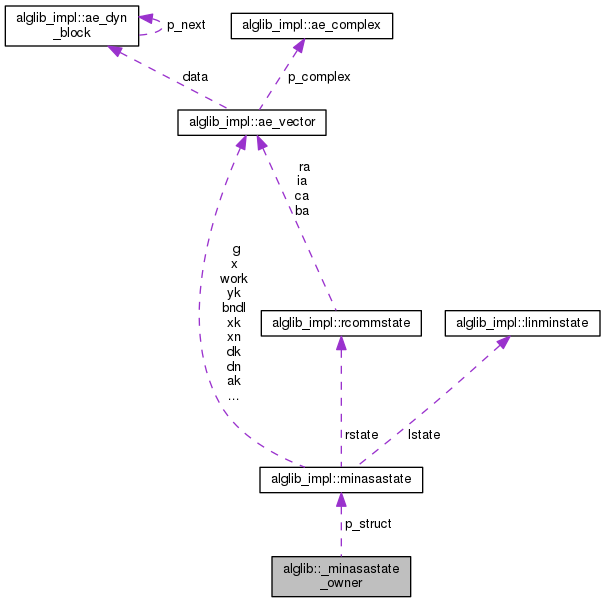 alglib_impl::ae_dyn
_block
p_next
alglib_impl::ae_complex
data
p_complex
alglib_impl::ae_vector
ra
ia
ca
ba
g
x
work
yk
bndl
xk
xn
dk
dn
ak
...
alglib_impl::rcommstate
alglib_impl::linminstate
rstate
lstate
alglib_impl::minasastate
p_struct
alglib::_minasastate
_owner